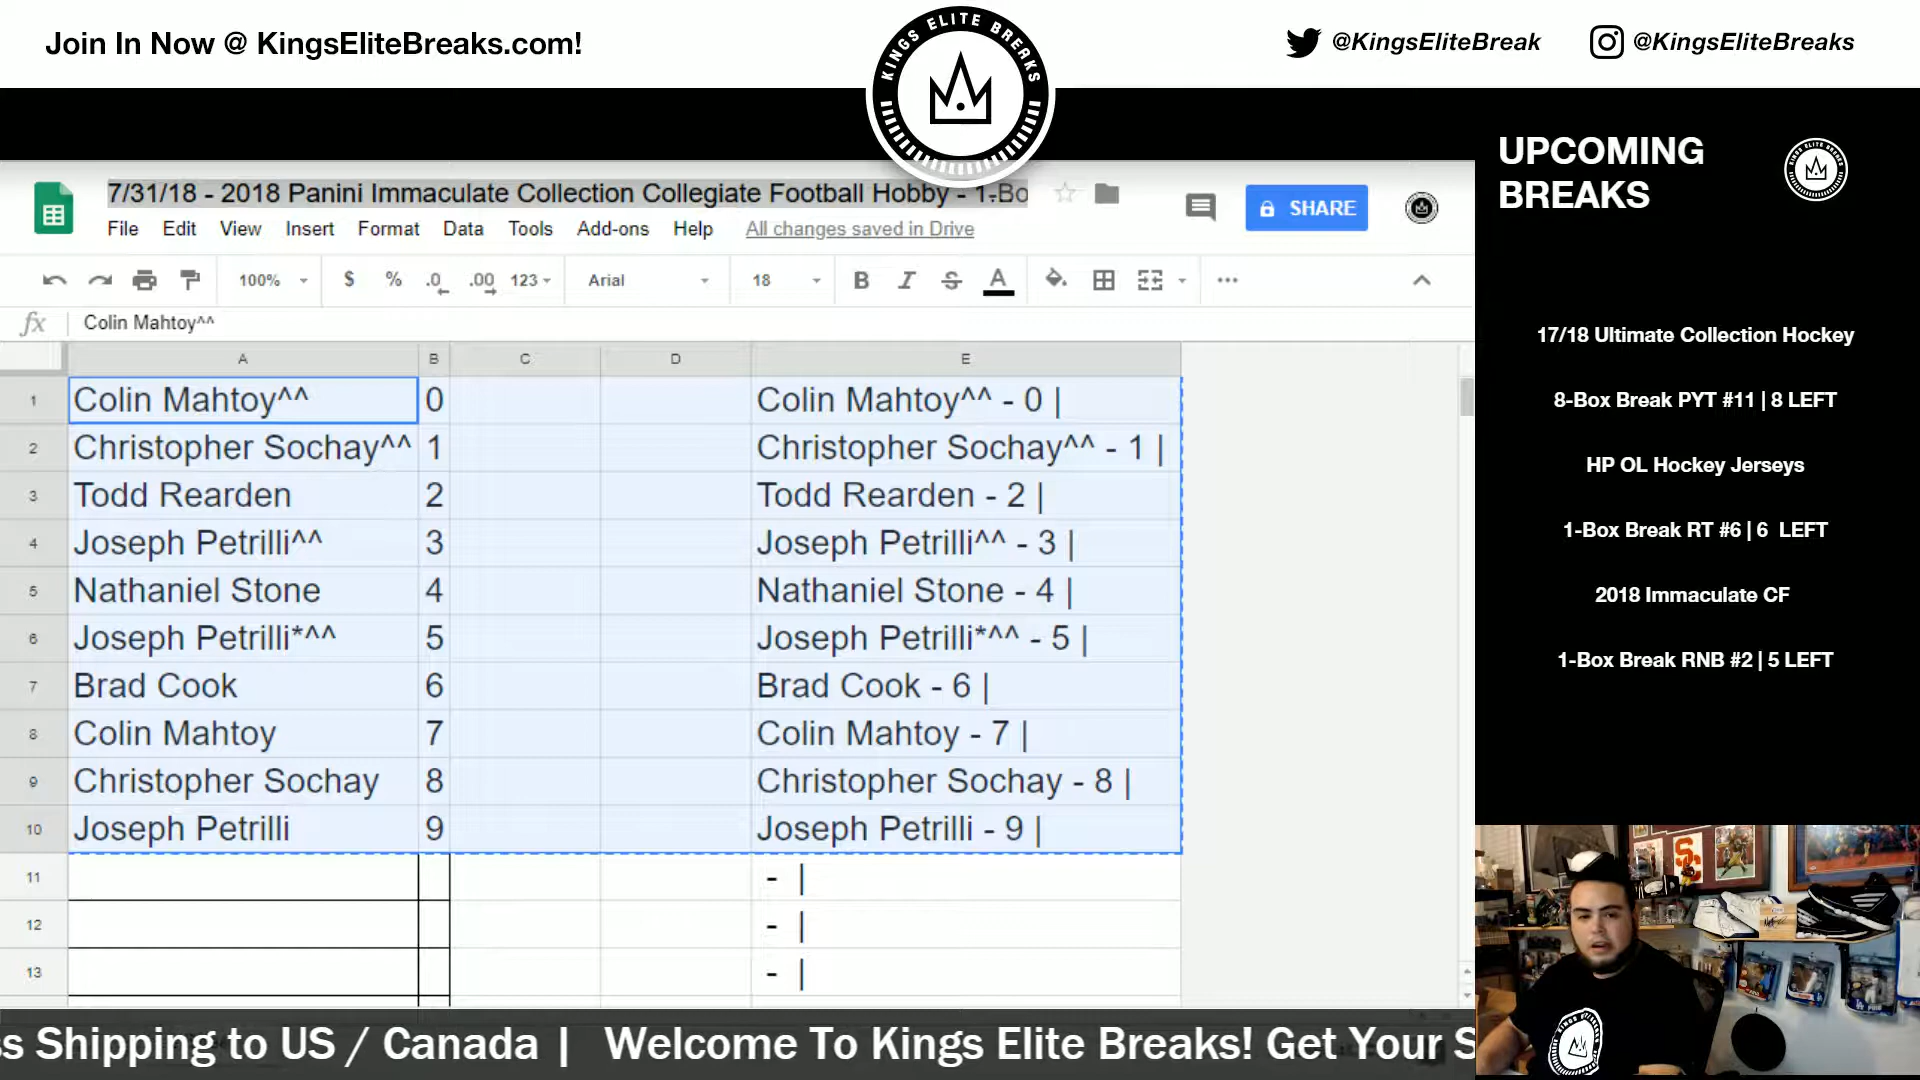 Join In Now @ KingsEliteBreaks.com!
KINGS ELITE BREAKS
@KingsEliteBreak
@KingsEliteBreaks
UPCOMING
BREAKS
7/31/18 - 2018 Panini Immaculate Collection Collegiate Football Hobby - 1-Bo
SHARE
File Edit View Insert Format Data Tools Add-ons Help All changes saved in Drive
100% $ % .0 .00 123 Arial 18 B I S A
fx Colin Mahtoy^^
A B C D E
1 Colin Mahtoy^^ 0 Colin Mahtoy^^ - 0 |
2 Christopher Sochay^^ 1 Christopher Sochay^^ - 1 |
3 Todd Rearden 2 Todd Rearden - 2 |
4 Joseph Petrilli^^ 3 Joseph Petrilli^^ - 3 |
5 Nathaniel Stone 4 Nathaniel Stone - 4 |
6 Joseph Petrilli*^^ 5 Joseph Petrilli*^^ - 5 |
7 Brad Cook 6 Brad Cook - 6 |
8 Colin Mahtoy 7 Colin Mahtoy - 7 |
9 Christopher Sochay 8 Christopher Sochay - 8 |
10 Joseph Petrilli 9 Joseph Petrilli - 9 |
11 - |
12 - |
13 - |
17/18 Ultimate Collection Hockey
8-Box Break PYT #11 | 8 LEFT
HP OL Hockey Jerseys
1-Box Break RT #6 | 6 LEFT
2018 Immaculate CF
1-Box Break RNB #2 | 5 LEFT
s Shipping to US / Canada | Welcome To Kings Elite Breaks! Get Your S